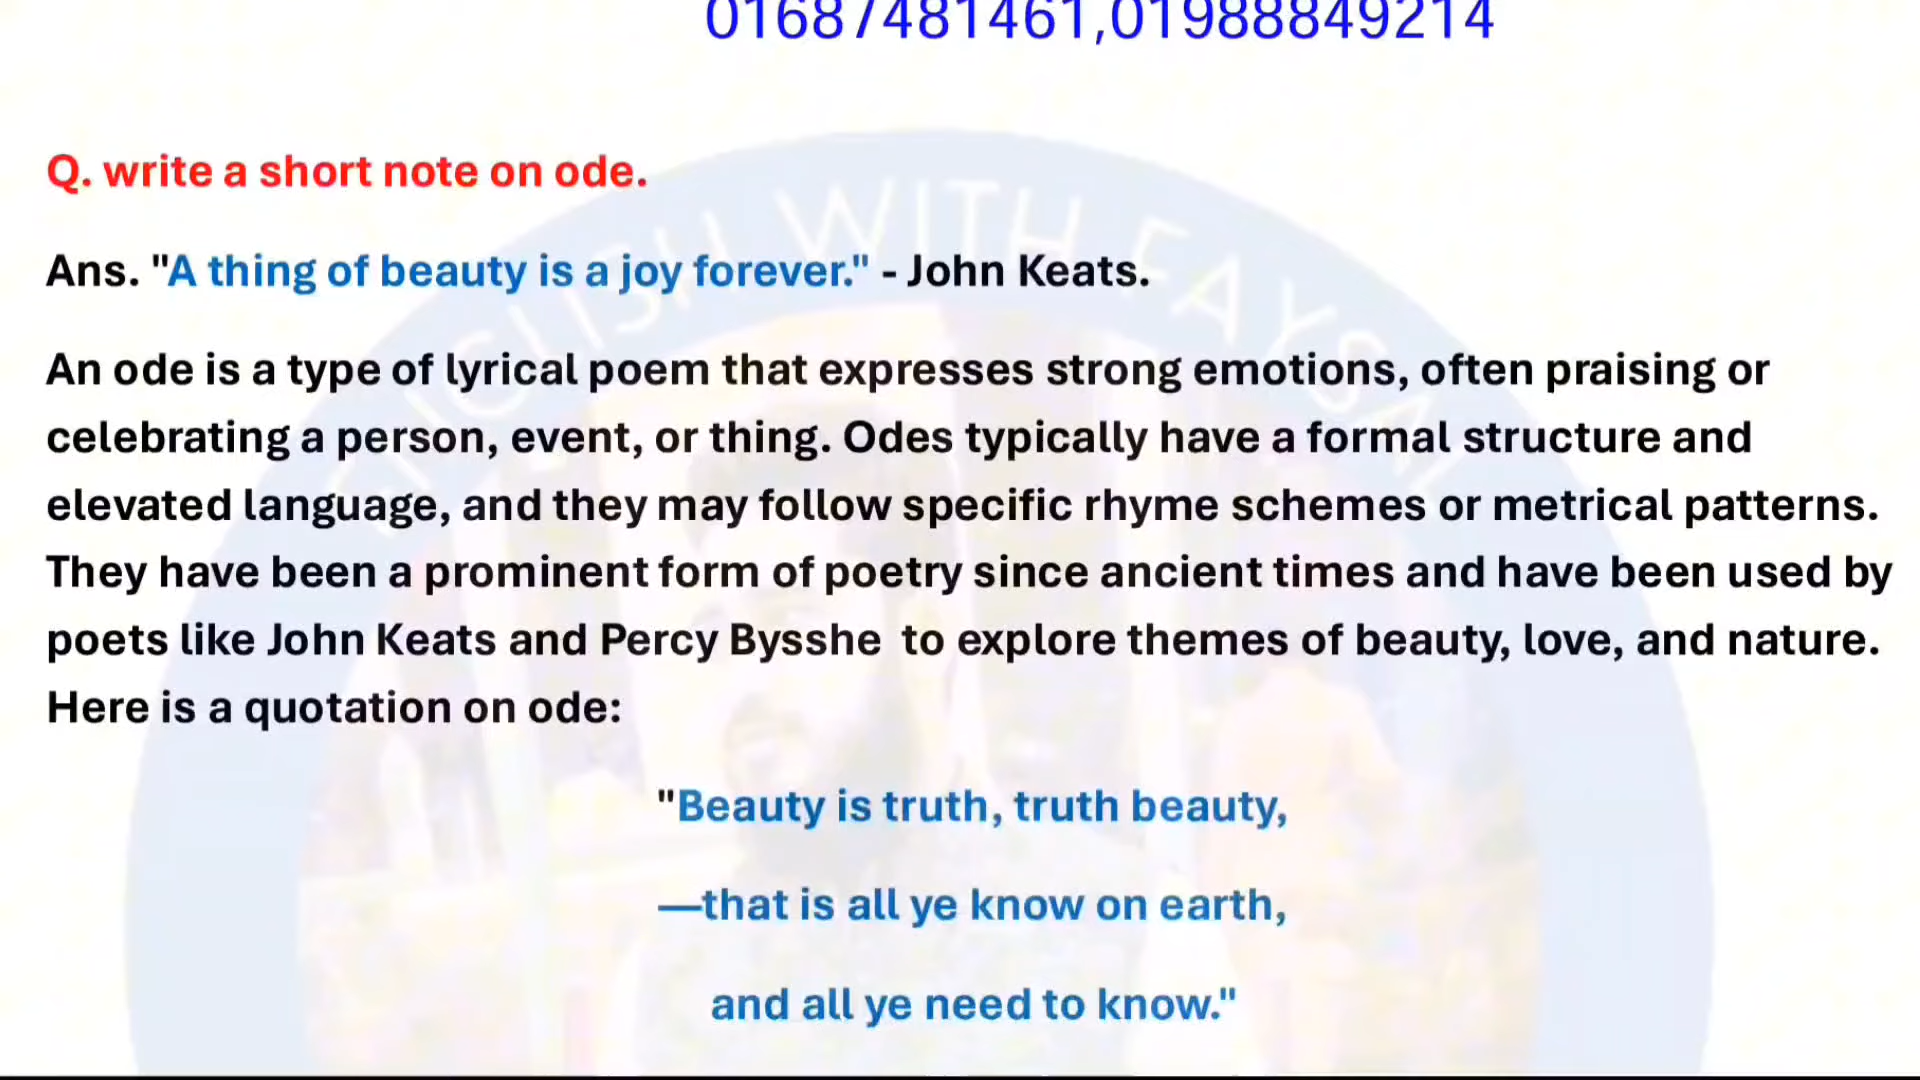 01687481461,01988849214
ENGLISH WITH FAYSAL
Q. write a short note on ode.
Ans. "A thing of beauty is a joy forever." - John Keats.
An ode is a type of lyrical poem that expresses strong emotions, often praising or
celebrating a person, event, or thing. Odes typically have a formal structure and
elevated language, and they may follow specific rhyme schemes or metrical patterns.
They have been a prominent form of poetry since ancient times and have been used by
poets like John Keats and Percy Bysshe to explore themes of beauty, love, and nature.
Here is a quotation on ode:
"Beauty is truth, truth beauty,
—that is all ye know on earth,
and all ye need to know."